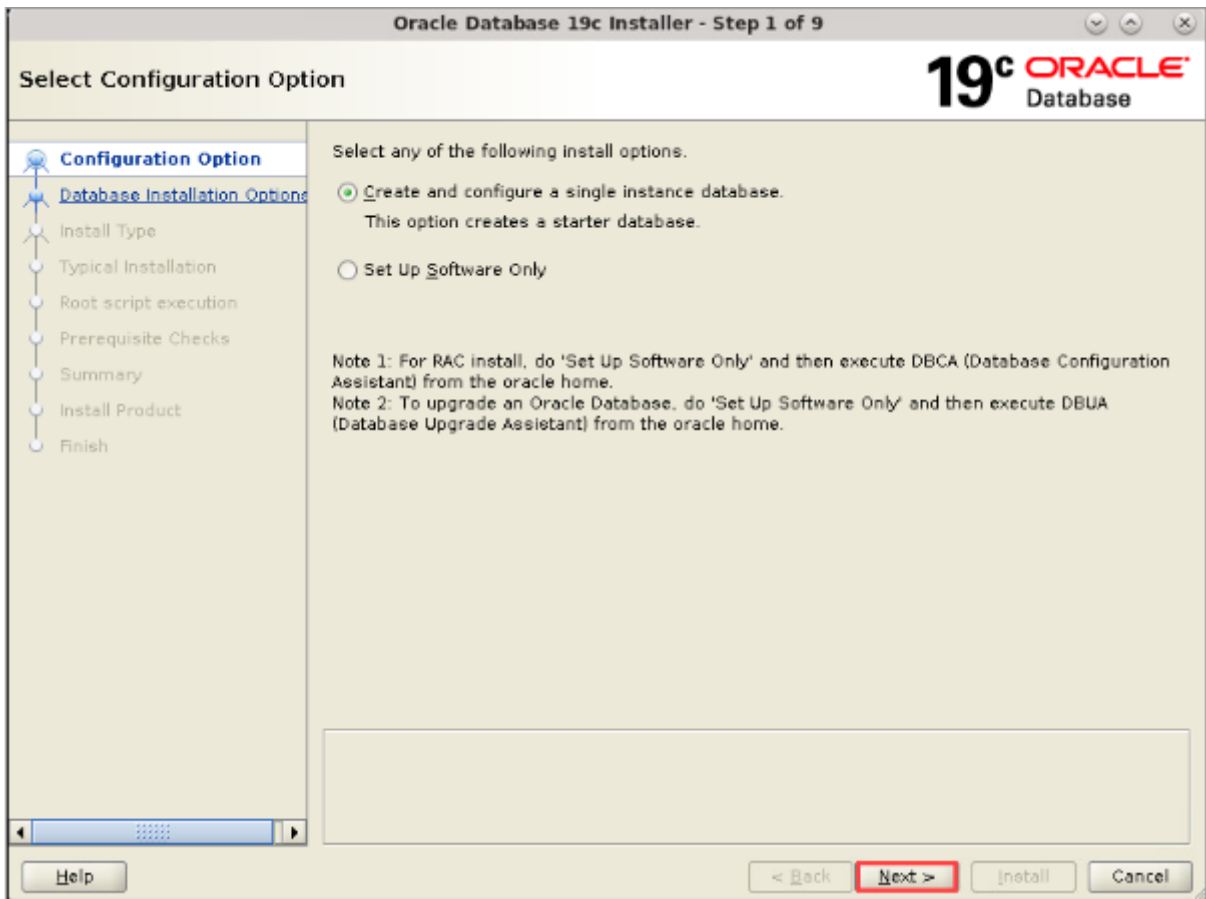 Oracle Database 19c Installer - Step 1 of 9
Select Configuration Option
19c ORACLE
Database
Configuration Option
Database Installation Options
Install Type
Typical Installation
Root script execution
Prerequisite Checks
Summary
Install Product
Finish
Select any of the following install options.
Create and configure a single instance database.
This option creates a starter database.
Set Up Software Only
Note 1: For RAC install, do 'Set Up Software Only' and then execute DBCA (Database Configuration
Assistant) from the oracle home.
Note 2: To upgrade an Oracle Database, do 'Set Up Software Only' and then execute DBUA
(Database Upgrade Assistant) from the oracle home.
Help
< Back
Next >
Install
Cancel